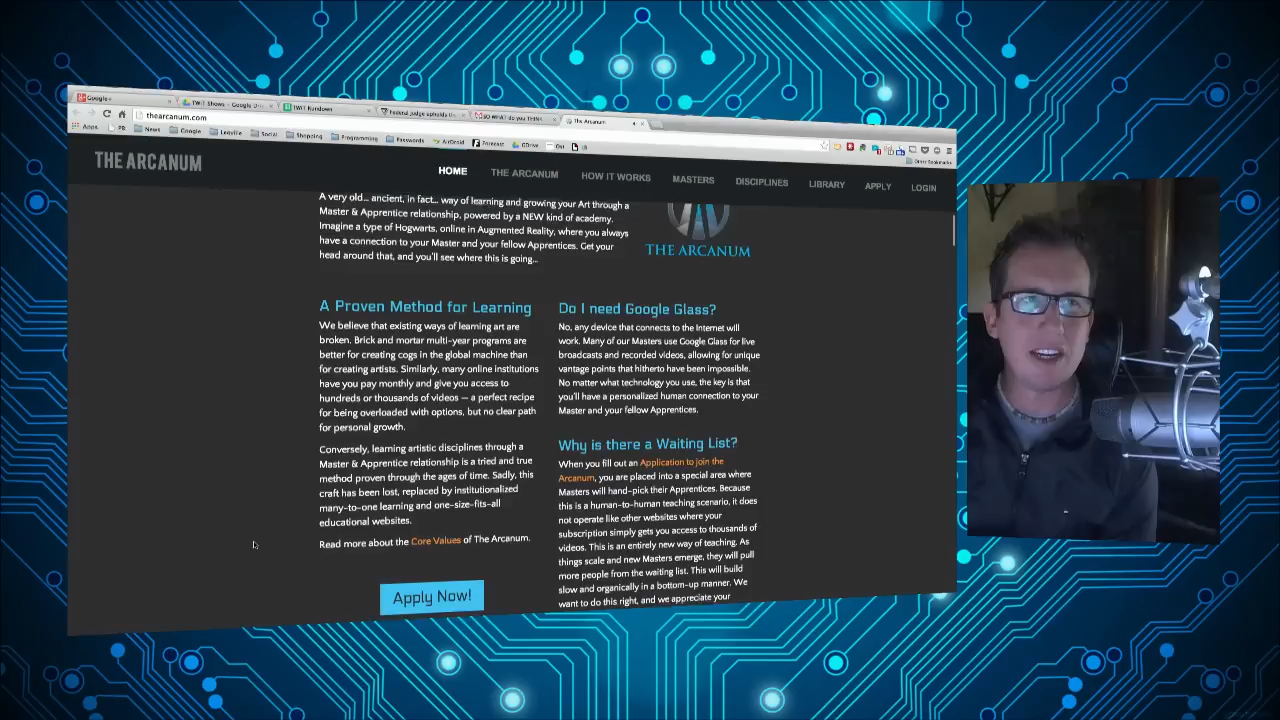 Google+
TWiT Shows - Google Dri
TWiT Rundown
Federal judge upholds th
SO WHAT do you THINK
The Arcanum
thearcanum.com
Apps
PR
News
Google
Leoville
Social
Shopping
Programming
Passwords
AirDroid
Forecast
GDrive
Out
Other Bookmarks
THE ARCANUM
HOME
THE ARCANUM
HOW IT WORKS
MASTERS
DISCIPLINES
LIBRARY
APPLY
LOGIN
A very old... ancient, in fact... way of learning and growing your Art through a
Master & Apprentice relationship, powered by a NEW kind of academy.
Imagine a type of Hogwarts, online in Augmented Reality, where you always
have a connection to your Master and your fellow Apprentices. Get your
head around that, and you'll see where this is going...
THE ARCANUM
A Proven Method for Learning
We believe that existing ways of learning art are
broken. Brick and mortar multi-year programs are
better for creating cogs in the global machine than
for creating artists. Similarly, many online institutions
have you pay monthly and give you access to
hundreds or thousands of videos — a perfect recipe
for being overloaded with options, but no clear path
for personal growth.
Conversely, learning artistic disciplines through a
Master & Apprentice relationship is a tried and true
method proven through the ages of time. Sadly, this
craft has been lost, replaced by institutionalized
many-to-one learning and one-size-fits-all
educational websites.
Read more about the Core Values of The Arcanum.
Apply Now!
Do I need Google Glass?
No, any device that connects to the Internet will
work. Many of our Masters use Google Glass for live
broadcasts and recorded videos, allowing for unique
vantage points that hitherto have been impossible.
No matter what technology you use, the key is that
you'll have a personalized human connection to your
Master and your fellow Apprentices.
Why is there a Waiting List?
When you fill out an Application to join the
Arcanum, you are placed into a special area where
Masters will hand-pick their Apprentices. Because
this is a human-to-human teaching scenario, it does
not operate like other websites where your
subscription simply gets you access to thousands of
videos. This is an entirely new way of teaching. As
things scale and new Masters emerge, they will pull
more people from the waiting list. This will build
slow and organically in a bottom-up manner. We
want to do this right, and we appreciate your